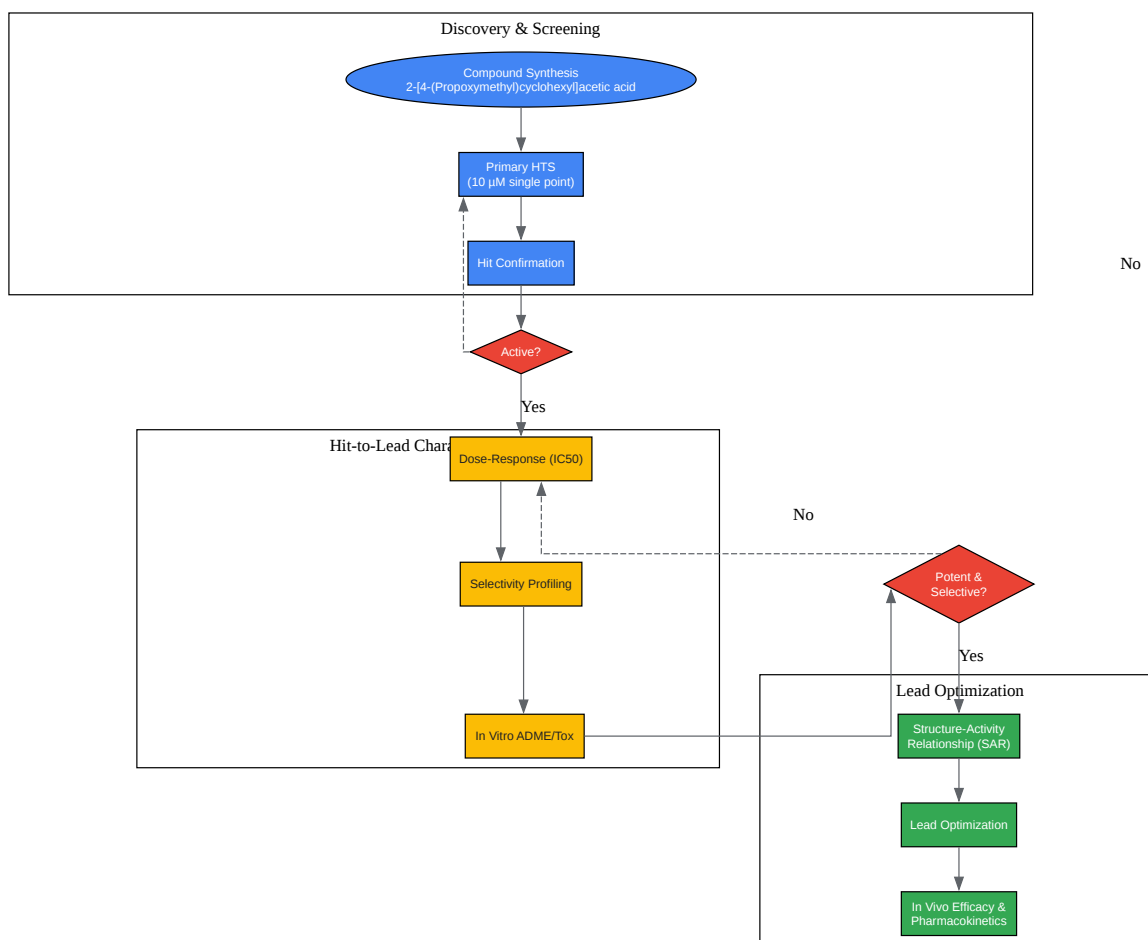 Discovery & Screening
Compound Synthesis
2-[4-(Propoxymethyl)cyclohexyl]acetic acid
Primary HTS
(10 µM single point)
Hit Confirmation
No
Active?
Yes
Hit-to-Lead
Dose-Response (IC50)
No
Selectivity Profiling
Potent &
Selective?
Yes
Lead Optimization
In Vitro ADME/Tox
Structure-Activity
Relationship (SAR)
Lead Optimization
In Vivo Efficacy &
Pharmacokinetics